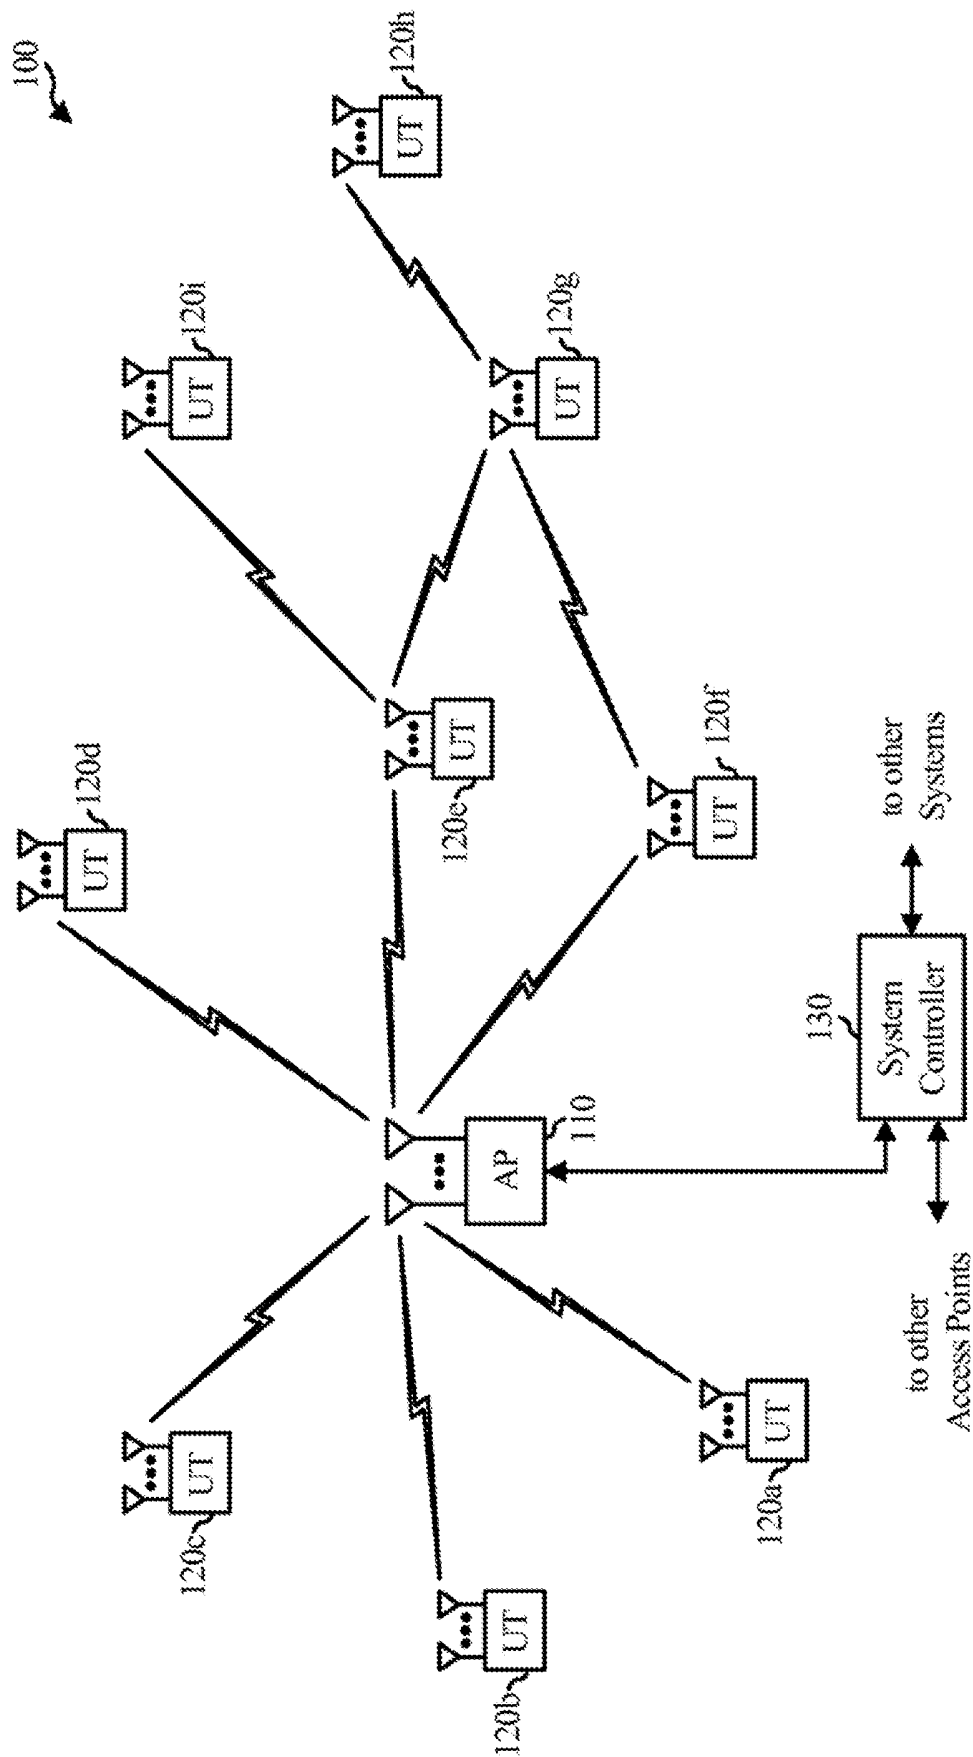 100
UT
120d
UT
120i
UT
120h
UT
120c
UT
120e
UT
120g
UT
120b
AP
110
UT
120f
UT
120a
130
System
Controller
to other
Access Points
to other
Systems